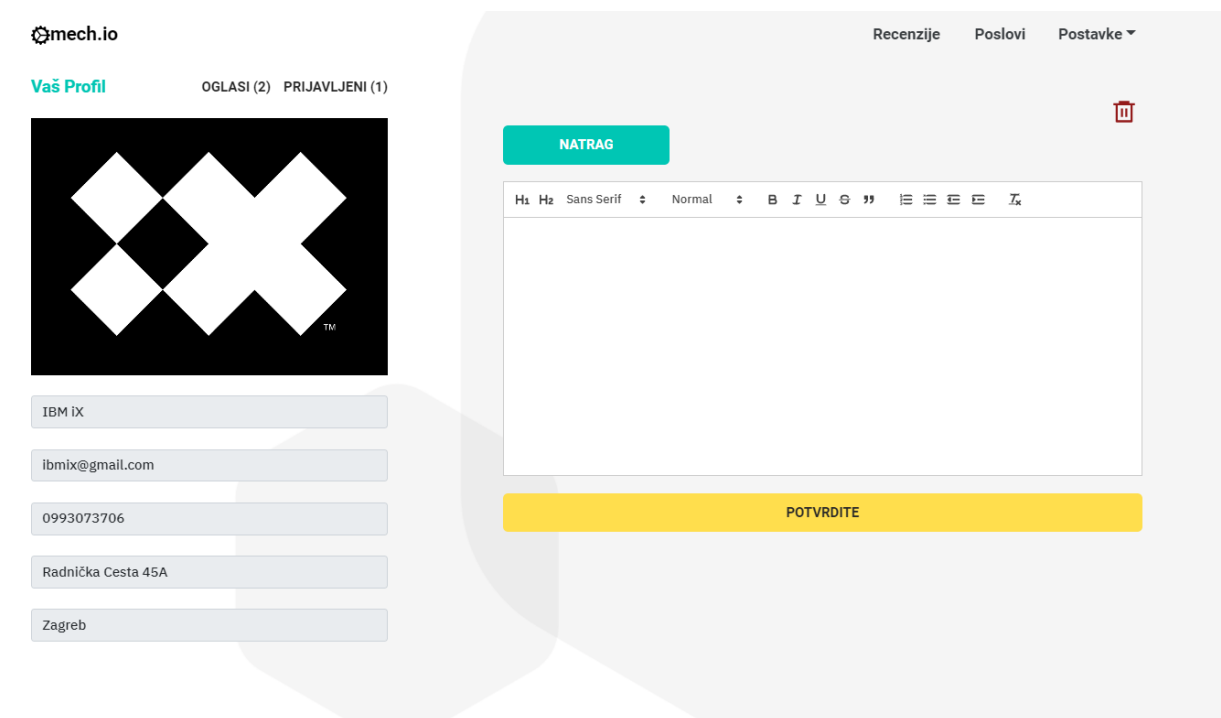 mech.io
Recenzije Poslovi Postavke
Vaš Profil OGLASI (2) PRIJAVLJENI (1)
TM
IBM iX
ibmix@gmail.com
0993073706
Radnička Cesta 45A
Zagreb
NATRAG
H1 H2 Sans Serif Normal B I U S ” Tx
POTVRDITE